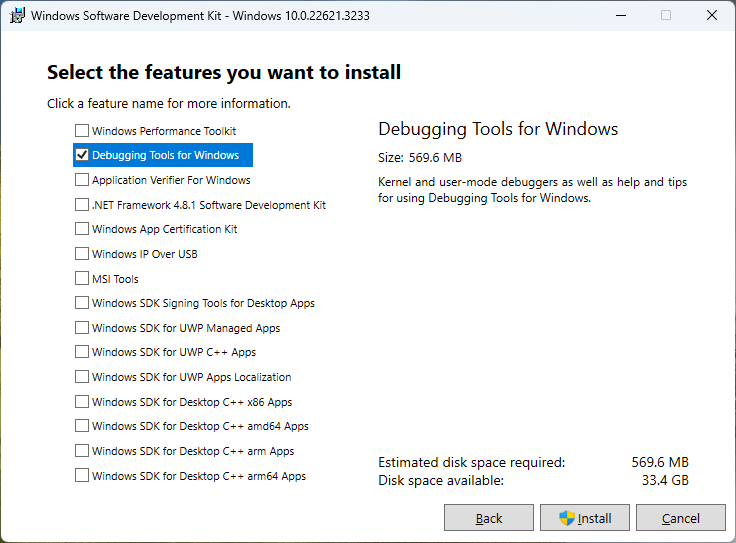 Windows Software Development Kit - Windows 10.0.22621.3233
Select the features you want to install
Click a feature name for more information.
Windows Performance Toolkit
Debugging Tools for Windows
Application Verifier For Windows
.NET Framework 4.8.1 Software Development Kit
Windows App Certification Kit
Windows IP Over USB
MSI Tools
Windows SDK Signing Tools for Desktop Apps
Windows SDK for UWP Managed Apps
Windows SDK for UWP C++ Apps
Windows SDK for UWP Apps Localization
Windows SDK for Desktop C++ x86 Apps
Windows SDK for Desktop C++ amd64 Apps
Windows SDK for Desktop C++ arm Apps
Windows SDK for Desktop C++ arm64 Apps
Debugging Tools for Windows
Size: 569.6 MB
Kernel and user-mode debuggers as well as help and tips
for using Debugging Tools for Windows.
Estimated disk space required: 569.6 MB
Disk space available: 33.4 GB
Back Install Cancel